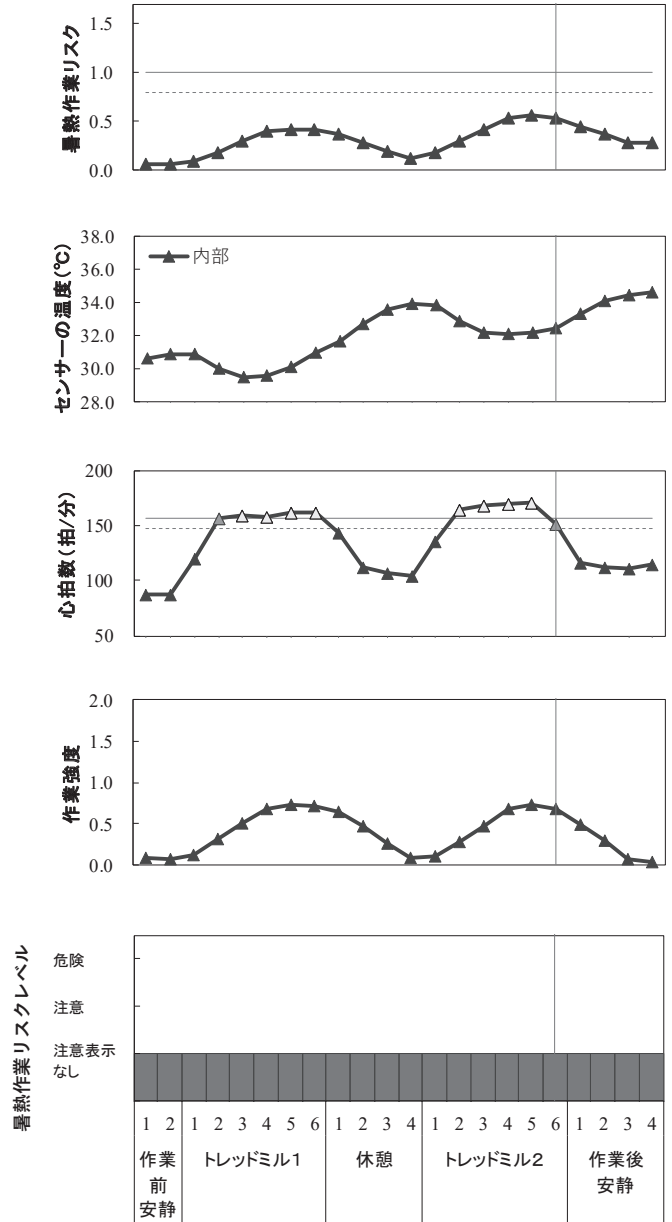 暑熱作業リスク
1.5
1.0
0.5
0.0
センサーの温度(℃)
38.0
36.0
34.0
32.0
30.0
28.0
内部
心拍数(拍/分)
200
150
100
50
作業強度
2.0
1.5
1.0
0.5
0.0
暑熱作業リスクレベル
危険
注意
注意表示
なし
1 2 1 2 3 4 5 6 1 2 3 4 1 2 3 4 5 6 1 2 3 4
作業 トレッドミル1 休憩 トレッドミル2 作業後
前 安静
安静